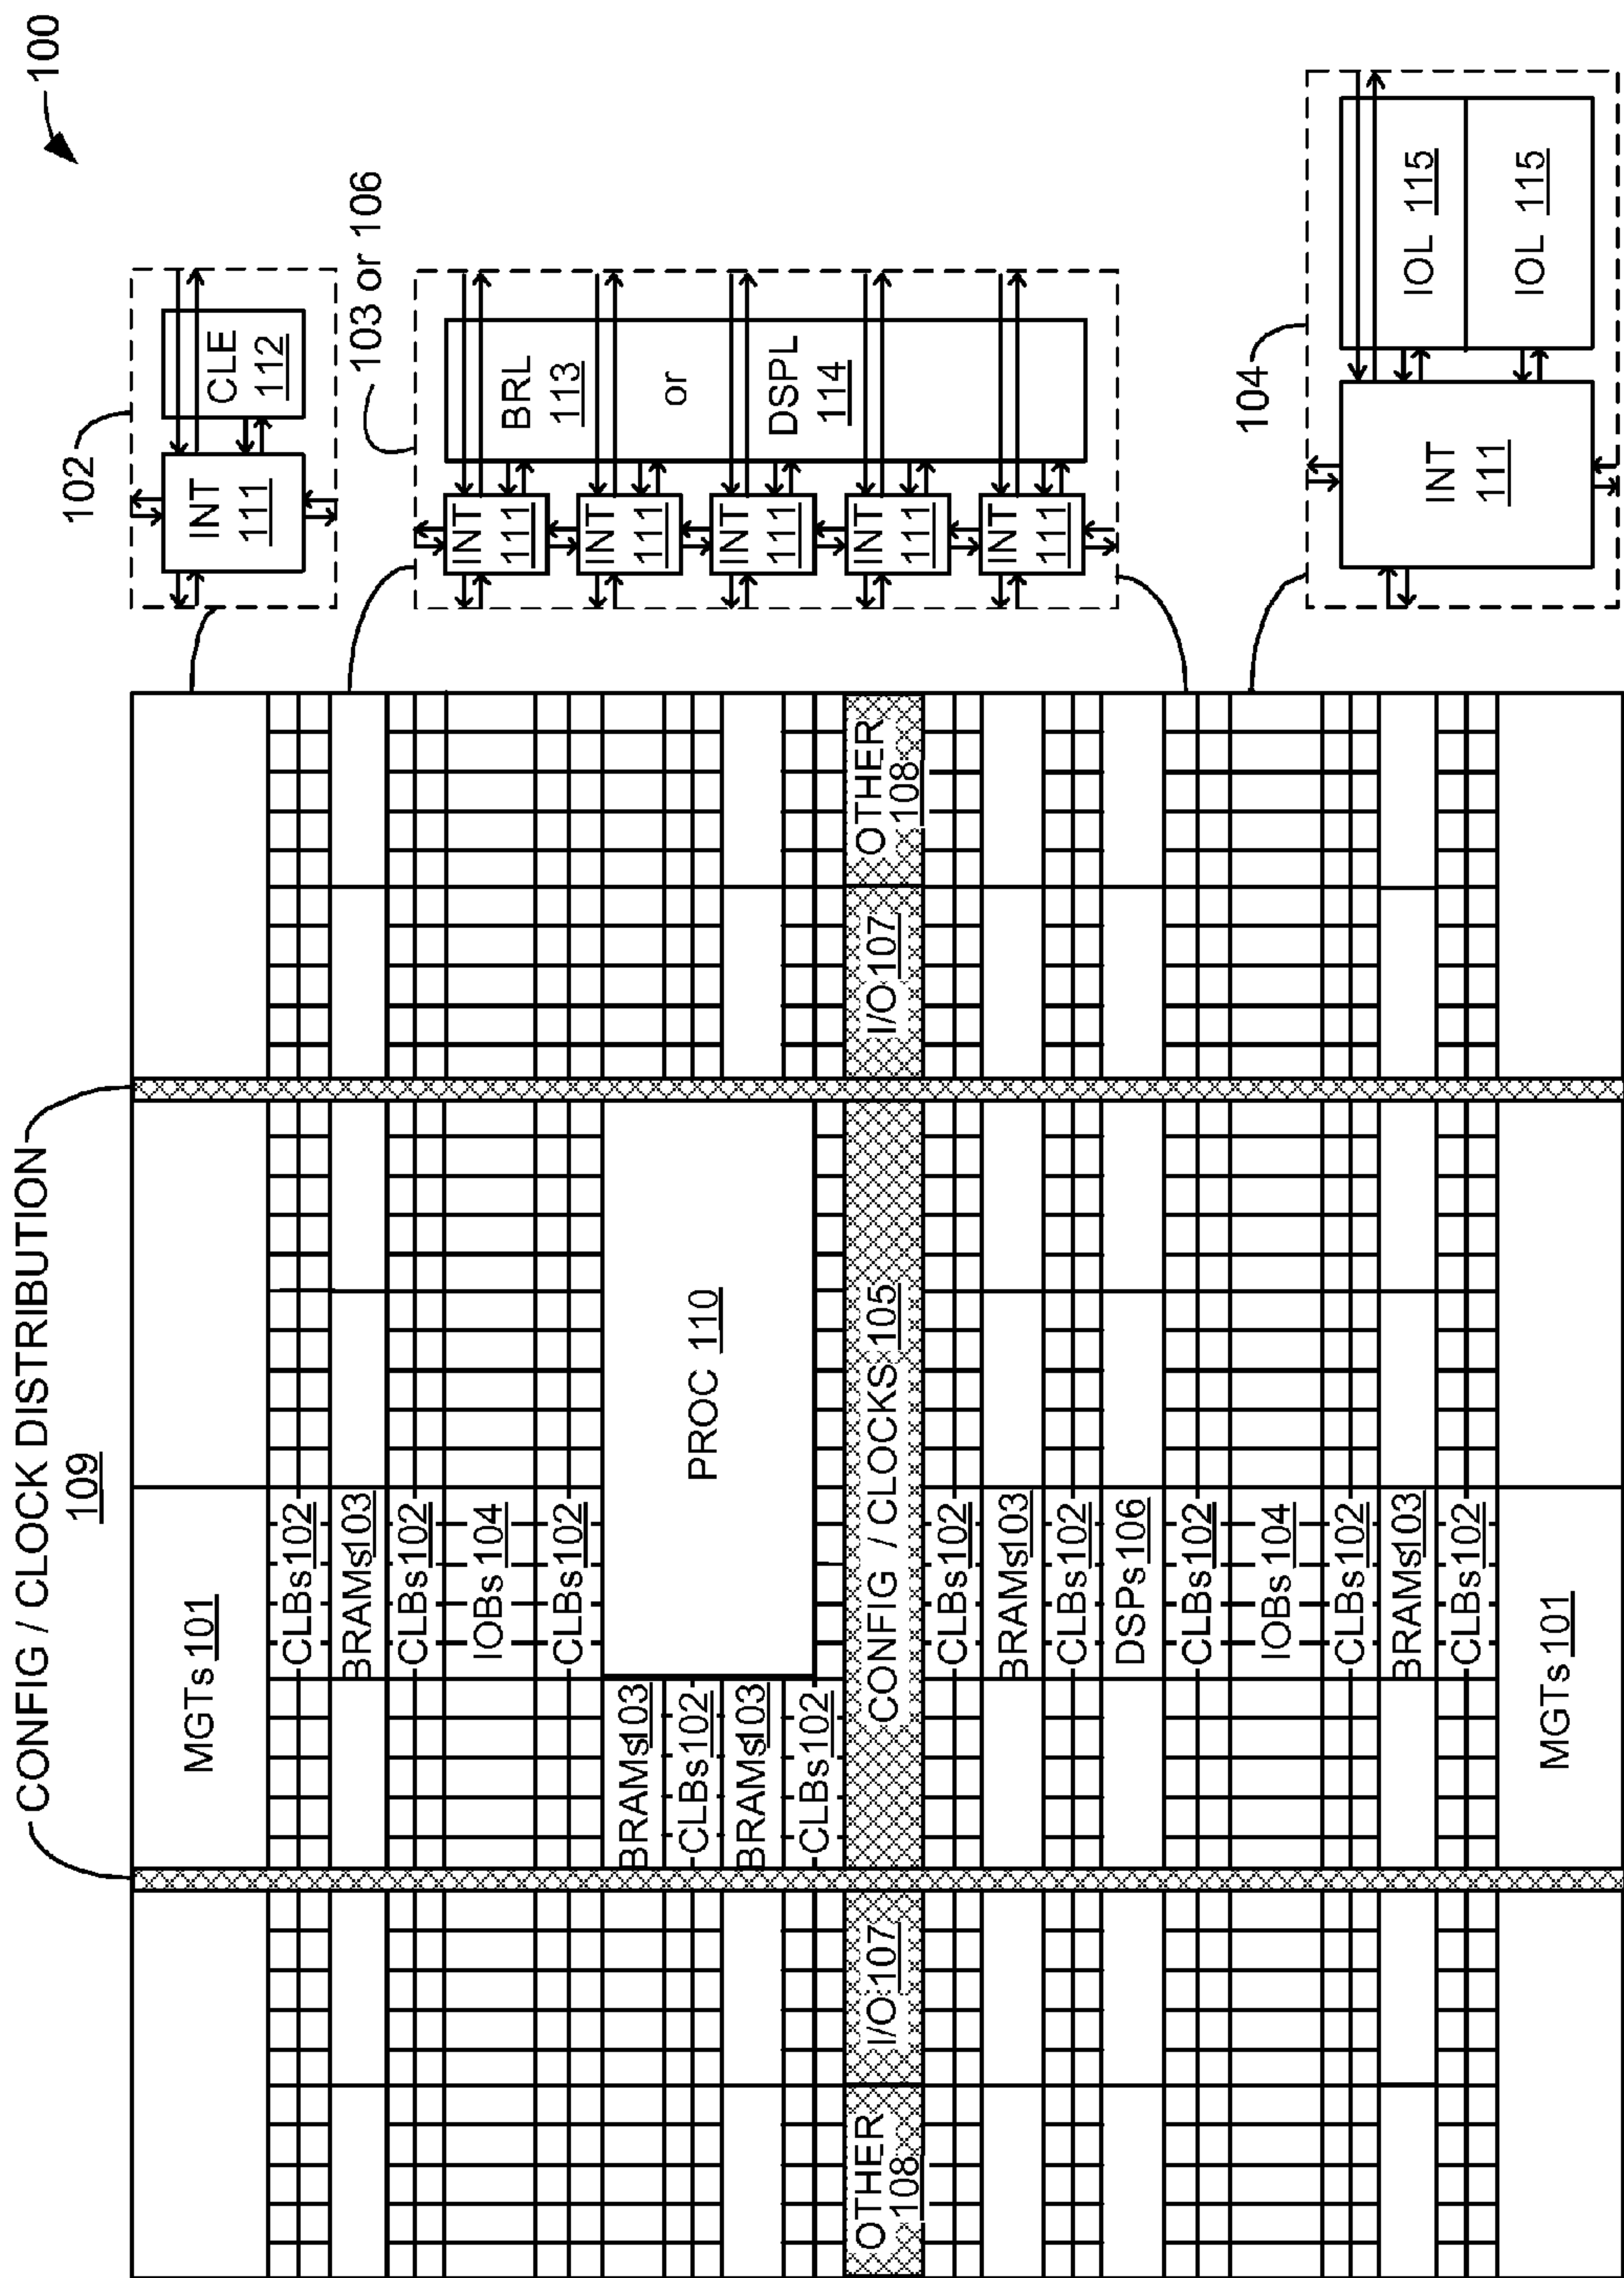 100
CONFIG / CLOCK DISTRIBUTION
109
MGTs 101
CLBs 102
BRAMs 103
CLBs 102
IOBs 104
CLBs 102
BRAMs 103
CLBs 102
BRAMs 103
CLBs 102
PROC 110
OTHER
108
I/O 107
CONFIG / CLOCKS 105
I/O 107
OTHER
108
CLBs 102
BRAMs 103
CLBs 102
DSPs 106
CLBs 102
IOBs 104
CLBs 102
BRAMs 103
CLBs 102
MGTs 101
102
INT
111
CLE
112
103 or 106
INT
111
INT
111
INT
111
INT
111
INT
111
BRL
113
or
DSPL
114
104
INT
111
IOL 115
IOL 115